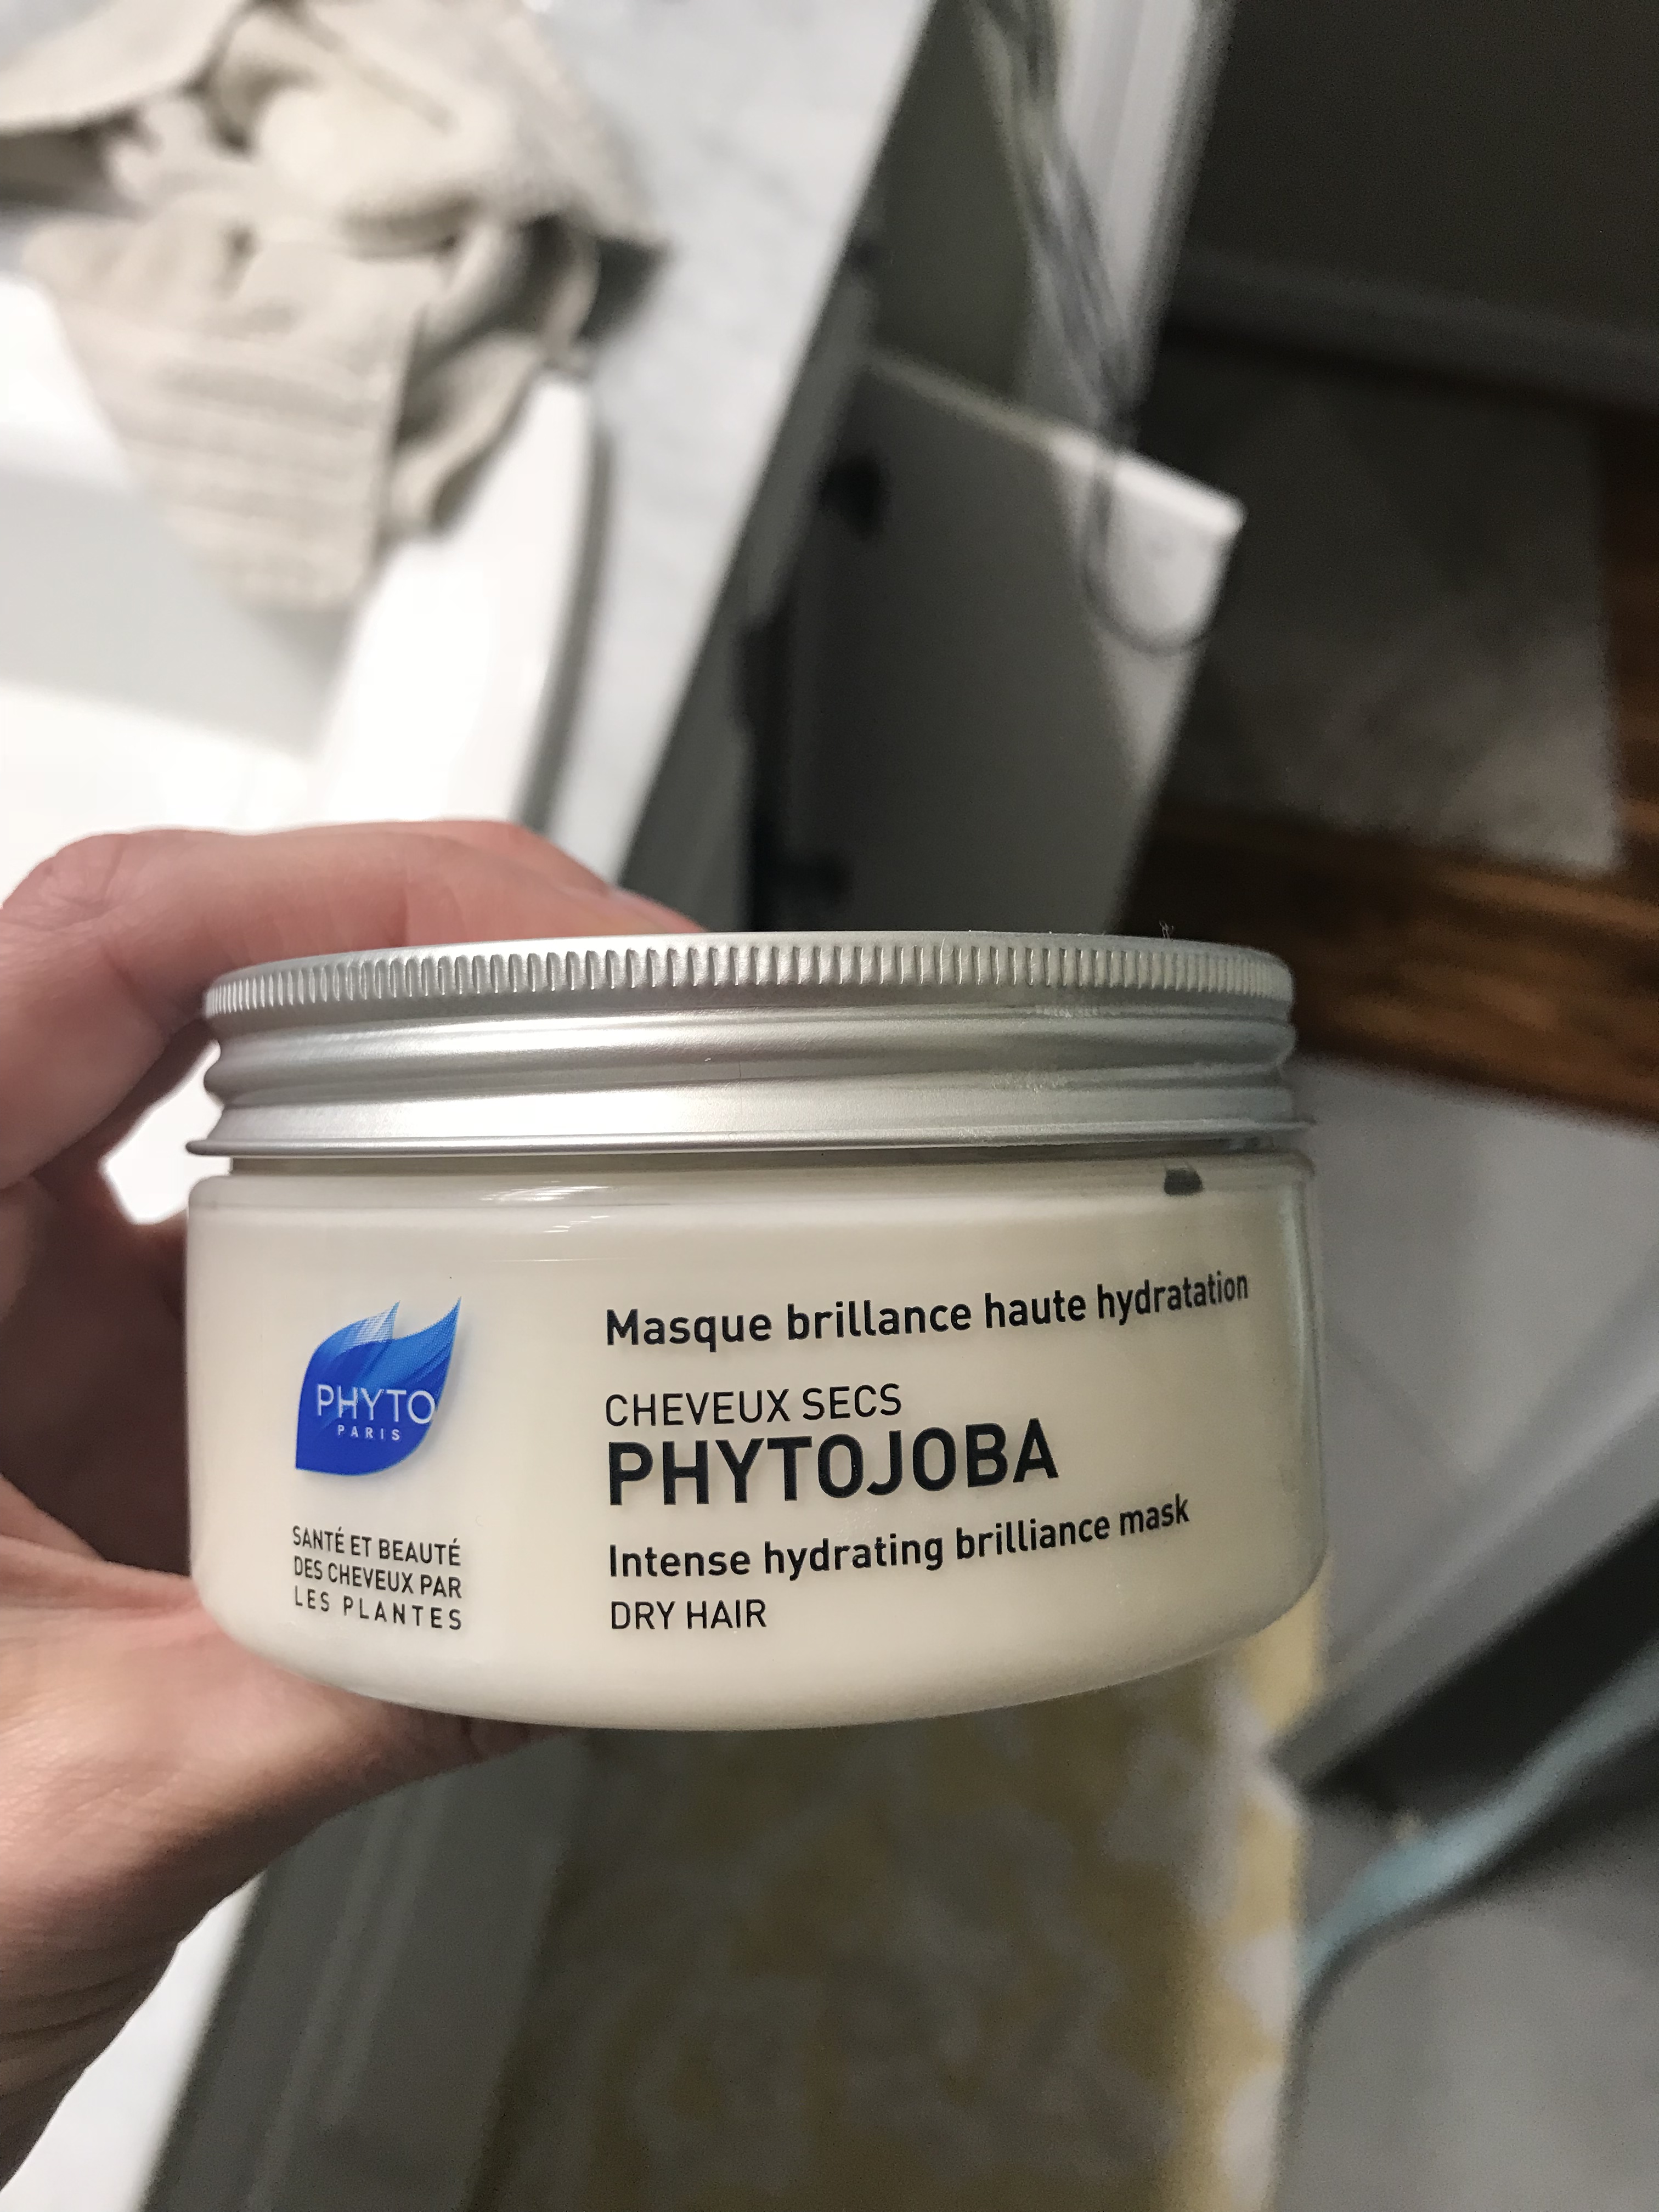 PHYTO
PARIS
SANTÉ ET BEAUTÉ
DES CHEVEUX PAR
LES PLANTES
Masque brillance haute hydratation
CHEVEUX SECS
PHYTOJOBA
Intense hydrating brilliance mask
DRY HAIR